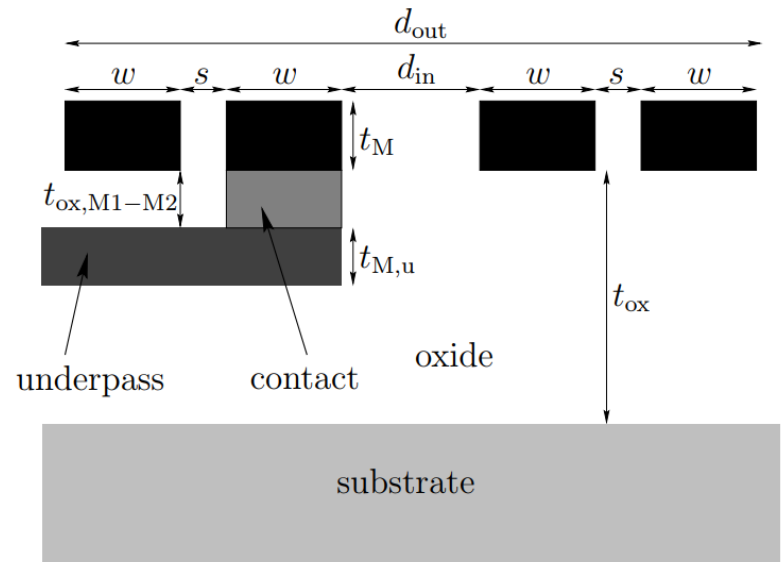 d_out
w s w d_in w s w
t_M
t_ox,M1−M2
t_M,u
t_ox
oxide
underpass contact
substrate